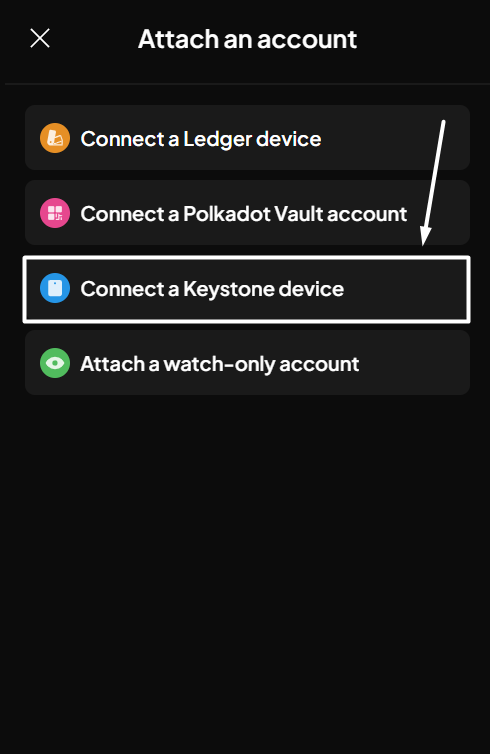 Attach an account
Connect a Ledger device
Connect a Polkadot Vault account
Connect a Keystone device
Attach a watch-only account